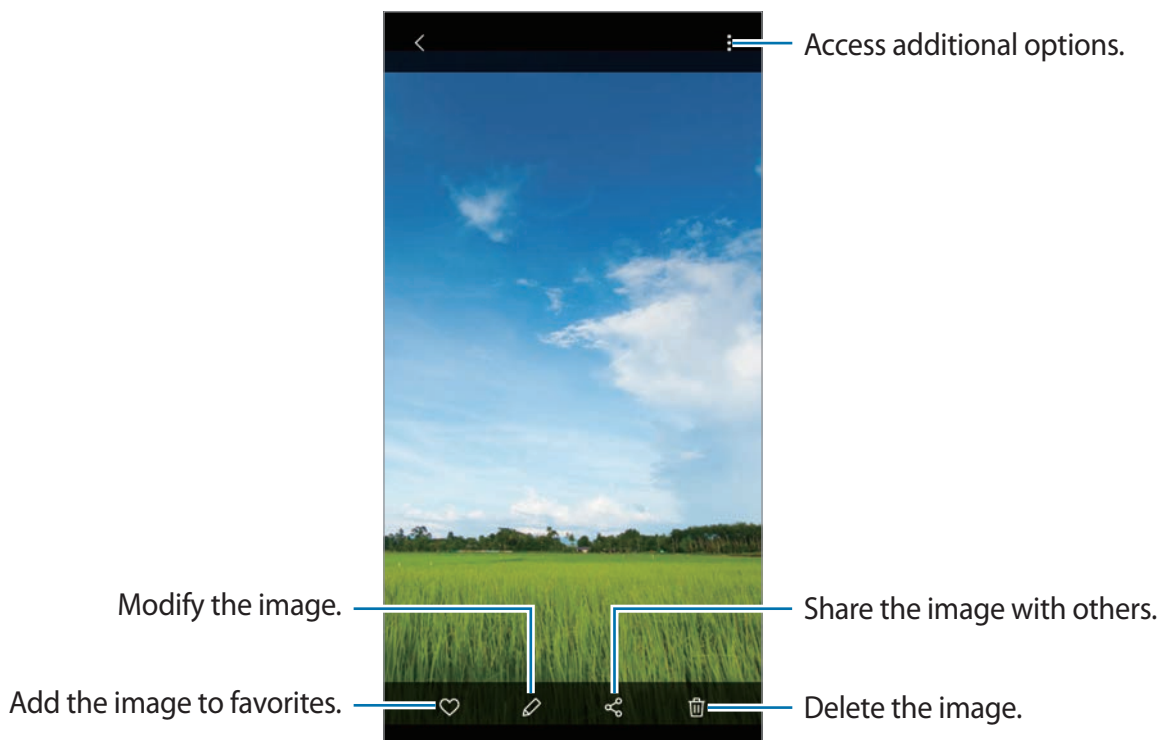 Access additional options.
Modify the image.
Share the image with others.
Add the image to favorites.
Delete the image.